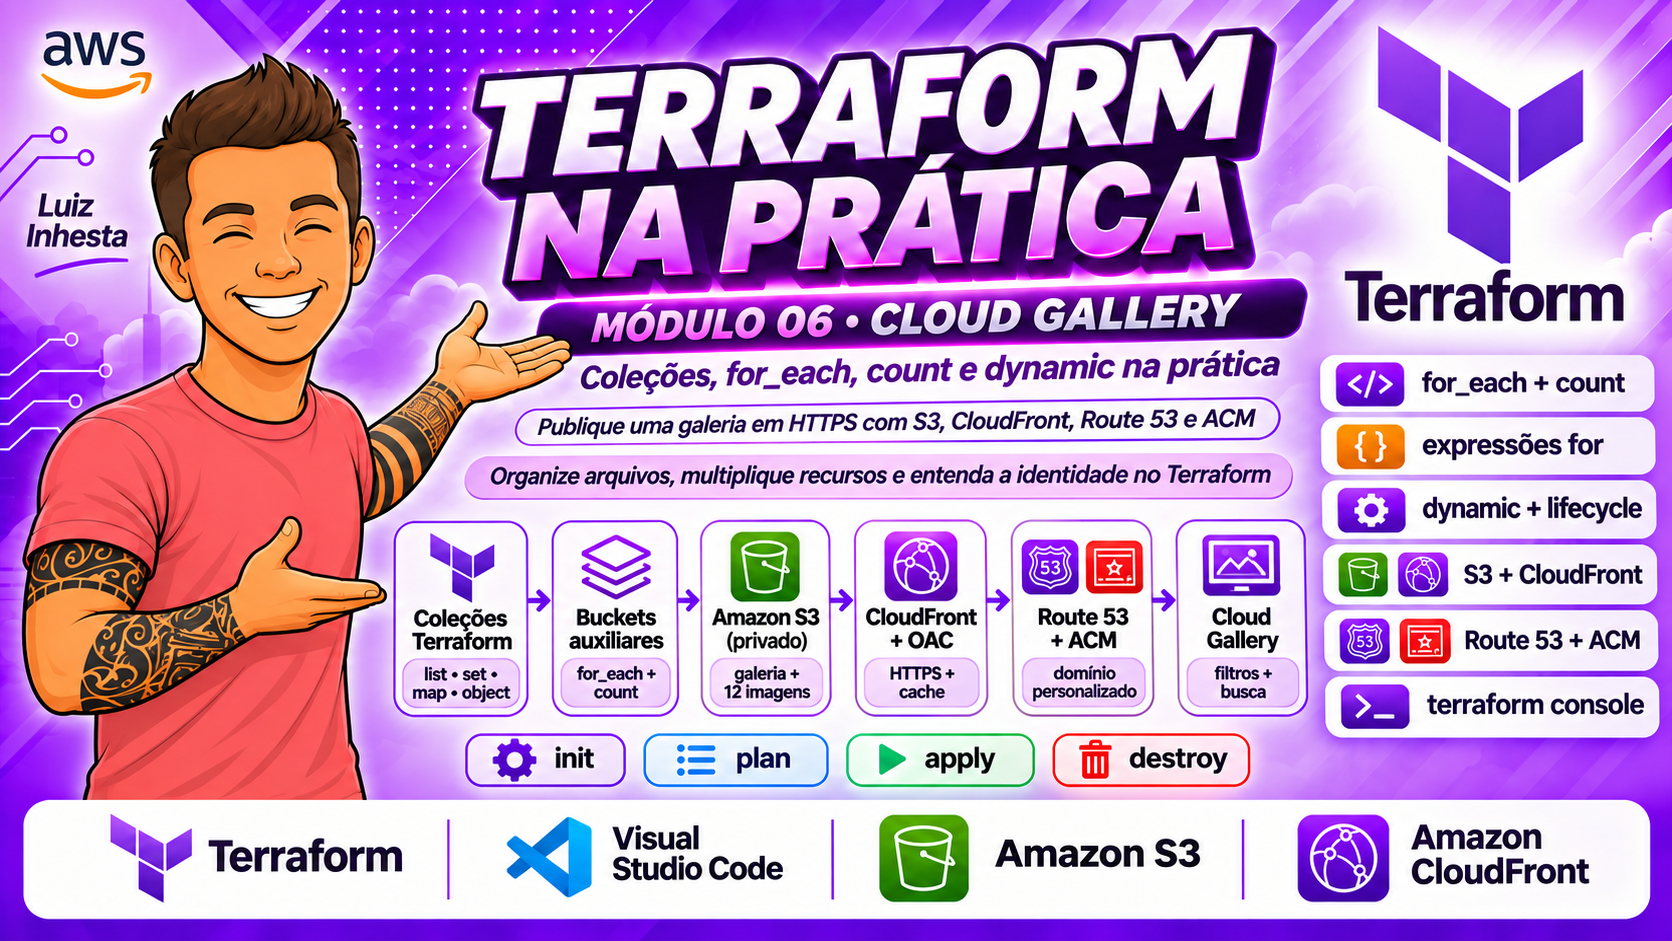 aws
Luiz
Inhesta
TERRAFORM
NA PRÁTICA
MÓDULO 06 • CLOUD GALLERY
Coleções, for_each, count e dynamic na prática
Publique uma galeria em HTTPS com S3, CloudFront, Route 53 e ACM
Organize arquivos, multiplique recursos e entenda a identidade no Terraform
Terraform
for_each + count
expressões for
dynamic + lifecycle
S3 + CloudFront
53
Route 53 + ACM
terraform console
Coleções
Terraform
list • set •
map • object
Buckets
auxiliares
for_each +
count
Amazon S3
(privado)
galeria +
12 imagens
CloudFront
+ OAC
HTTPS +
cache
53
Route 53
+ ACM
domínio
personalizado
Cloud
Gallery
filtros +
busca
init
plan
apply
destroy
Terraform
Visual
Studio Code
Amazon S3
Amazon
CloudFront